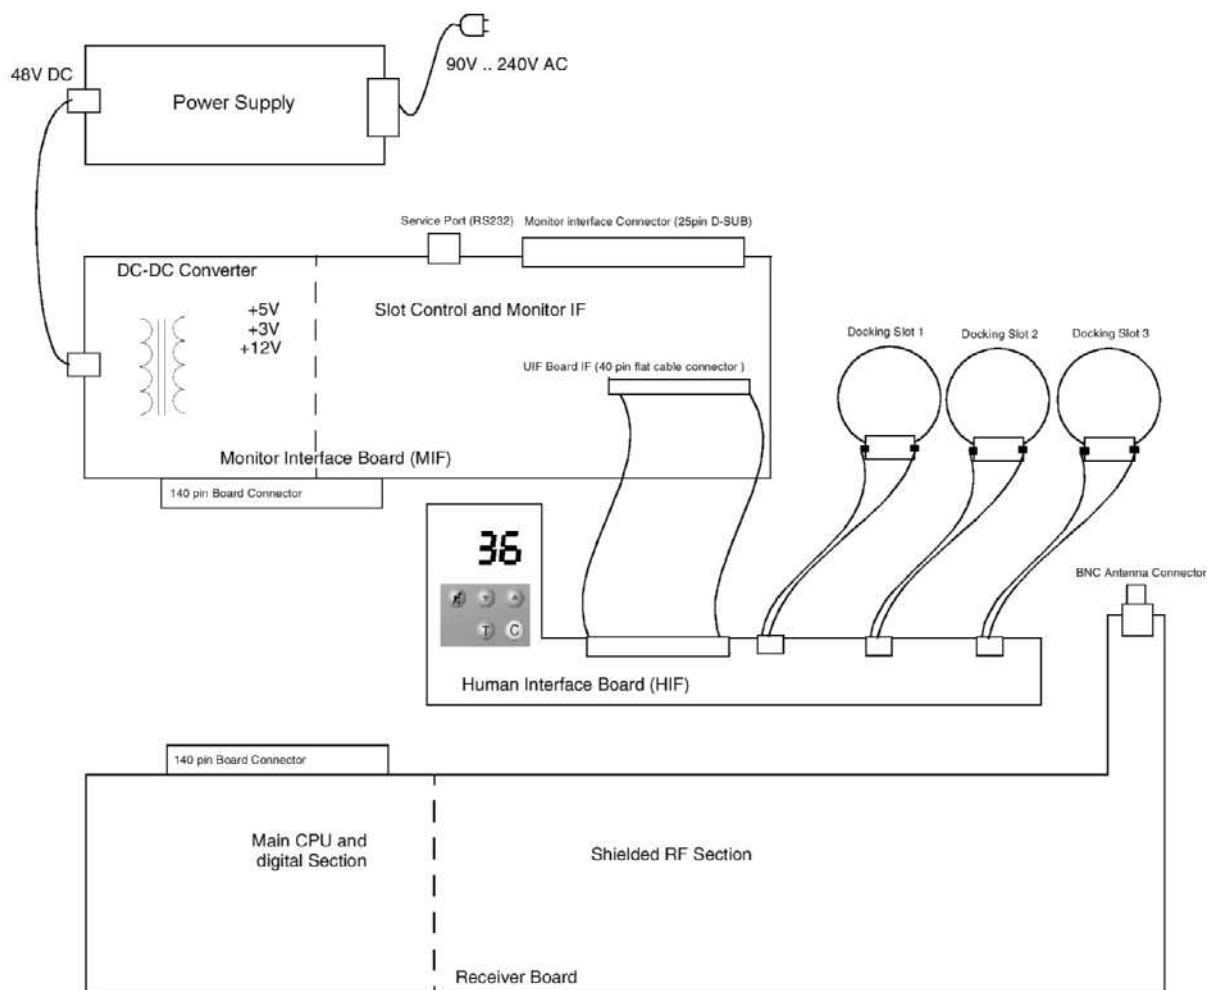 90V .. 240V AC
48V DC
Power Supply
Service Port (RS232)
Monitor interface Connector (25pin D-SUB)
DC-DC Converter
+5V
+3V
+12V
Slot Control and Monitor IF
UIF Board IF (40 pin flat cable connector )
Monitor Interface Board (MIF)
140 pin Board Connector
Docking Slot 1
Docking Slot 2
Docking Slot 3
36
T
C
Human Interface Board (HIF)
BNC Antenna Connector
140 pin Board Connector
Main CPU and
digital Section
Shielded RF Section
Receiver Board